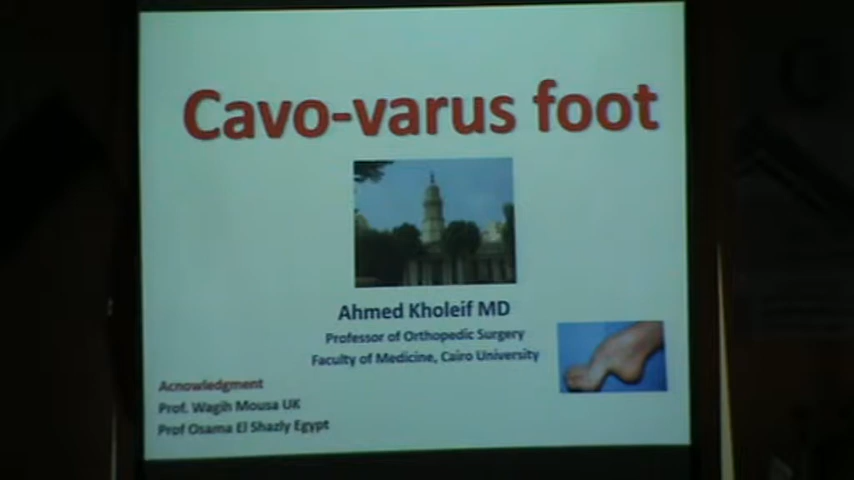 Cavo-varus foot
Ahmed Kholeif MD
Professor of Orthopedic Surgery
Faculty of Medicine, Cairo University
Acnowledgment
Prof. Wagih Mousa UK
Prof Osama El Shazly Egypt